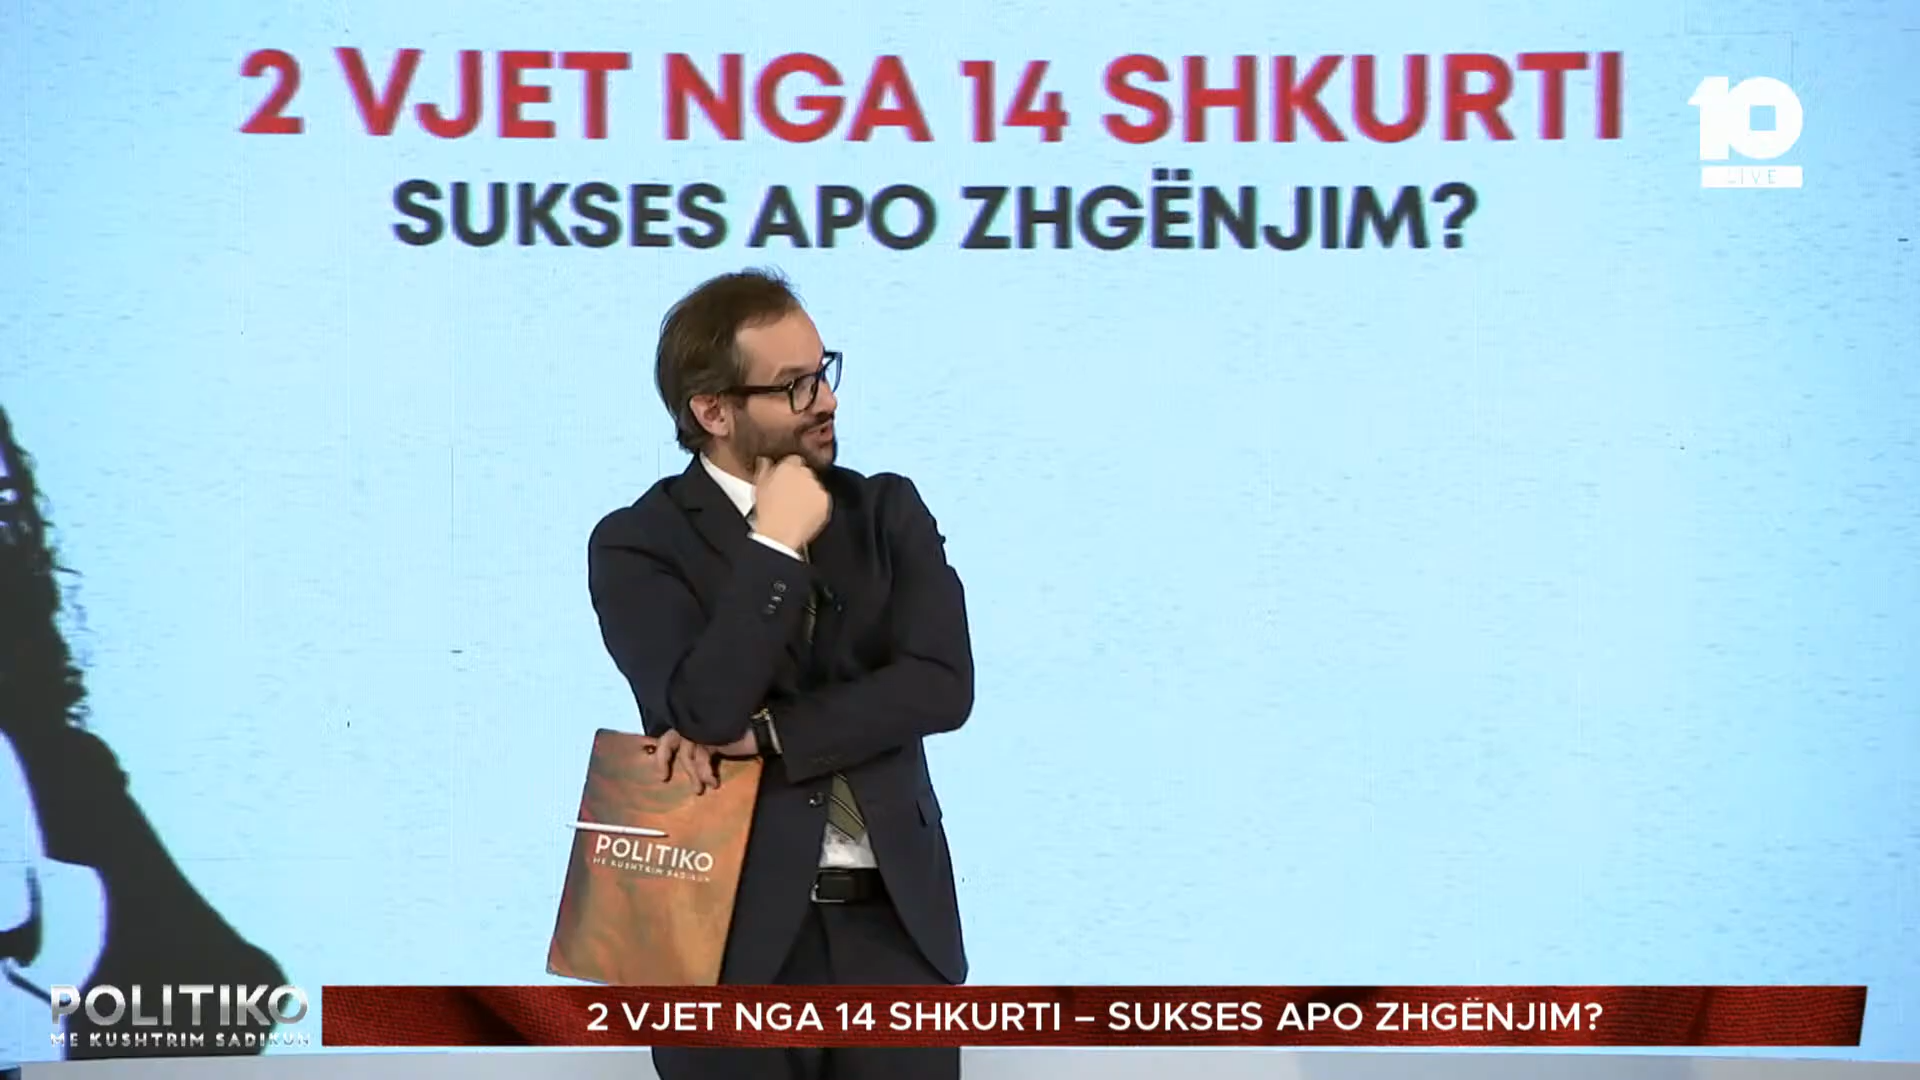 2 VJET NGA 14 SHKURTI
SUKSES APO ZHGËNJIM?
10
LIVE
POLITIKO
ME KUSHTRIM SADIKUN
POLITIKO
ME KUSHTRIM SADIKUN
2 VJET NGA 14 SHKURTI – SUKSES APO ZHGËNJIM?